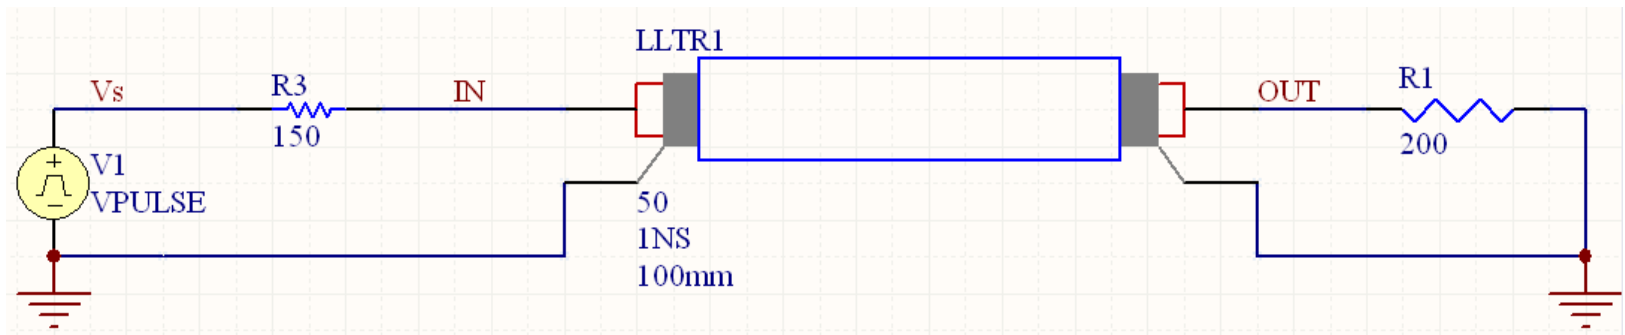 LLTR1
Vs
R3
IN
OUT
R1
150
200
V1
VPULSE
50
1NS
100mm